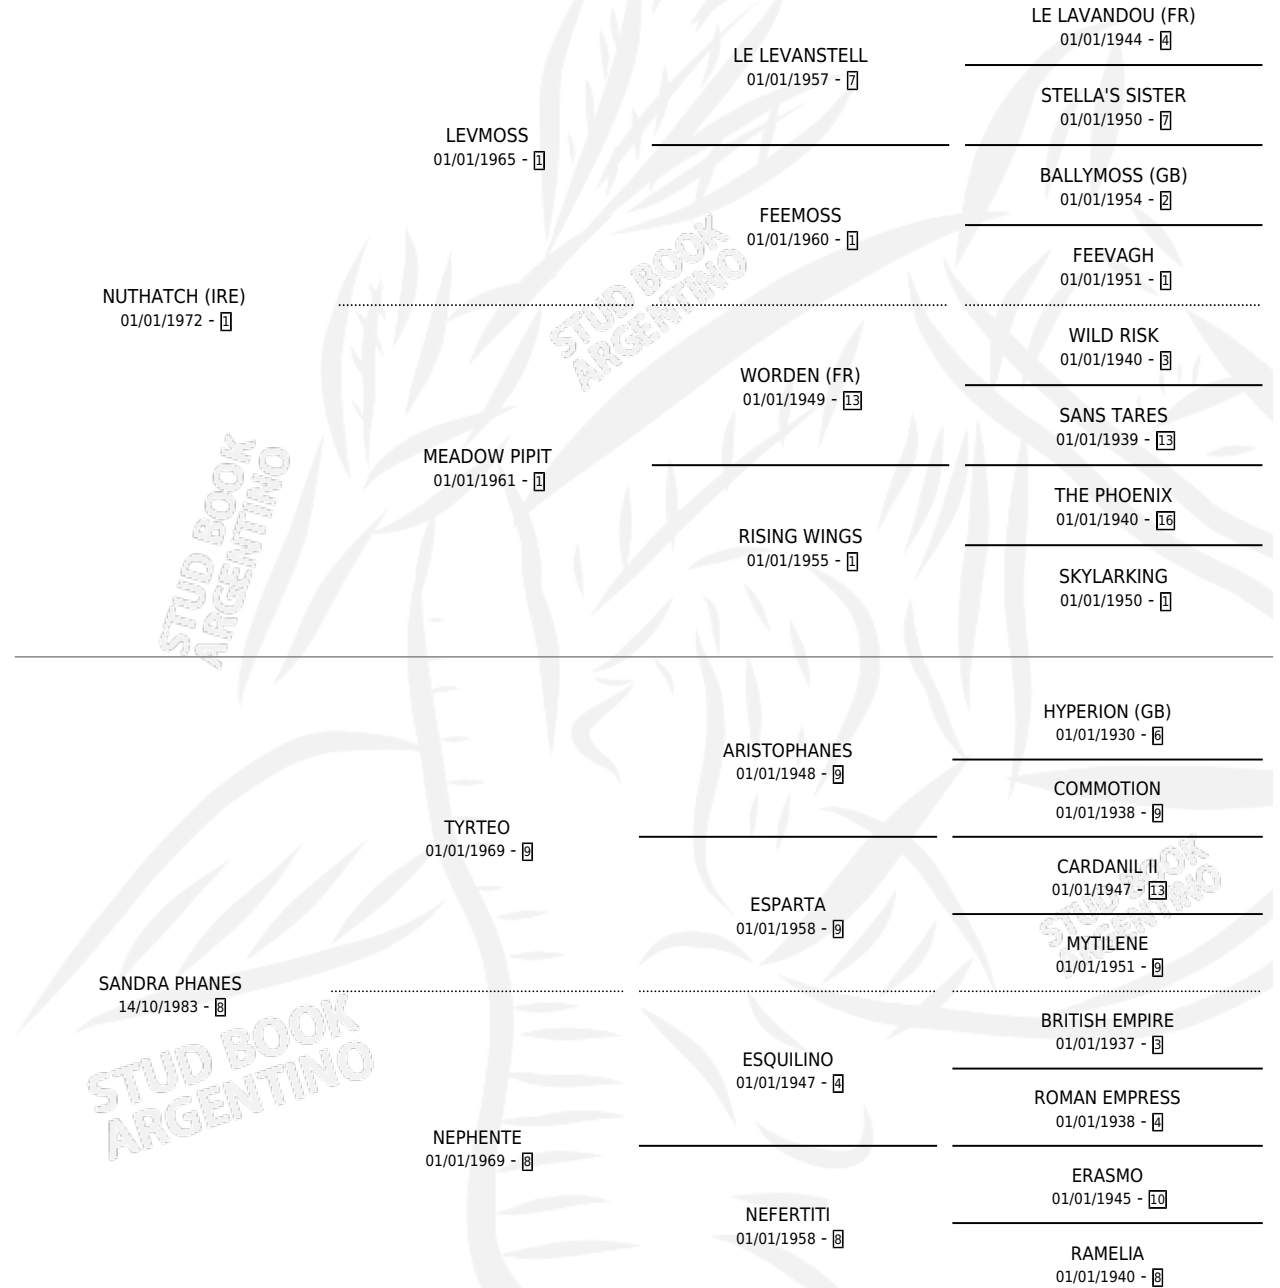 LE LAVANDOU (FR)
01/01/1944 - 4
LE LEVANSTELL
01/01/1957 - 7
STELLA'S SISTER
01/01/1950 - 7
LEVMOSS
01/01/1965 - 1
BALLYMOSS (GB)
01/01/1954 - 2
FEEMOSS
01/01/1960 - 1
FEEVAGH
01/01/1951 - 1
NUTHATCH (IRE)
01/01/1972 - 1
WILD RISK
01/01/1940 - 3
WORDEN (FR)
01/01/1949 - 13
SANS TARES
01/01/1939 - 13
MEADOW PIPIT
01/01/1961 - 1
THE PHOENIX
01/01/1940 - 16
RISING WINGS
01/01/1955 - 1
SKYLARKING
01/01/1950 - 1
HYPERION (GB)
01/01/1930 - 6
ARISTOPHANES
01/01/1948 - 9
COMMOTION
01/01/1938 - 9
TYRTEO
01/01/1969 - 9
CARDANIL II
01/01/1947 - 13
ESPARTA
01/01/1958 - 9
MYTILENE
01/01/1951 - 9
SANDRA PHANES
14/10/1983 - 8
BRITISH EMPIRE
01/01/1937 - 3
ESQUILINO
01/01/1947 - 4
ROMAN EMPRESS
01/01/1938 - 4
NEPHENTE
01/01/1969 - 8
ERASMO
01/01/1945 - 10
NEFERTITI
01/01/1958 - 8
RAMELIA
01/01/1940 - 8
STUD BOOK
ARGENTINO
STUD BOOK
ARGENTINO
STUD BOOK
ARGENTINO
STUD BOOK
ARGENTINO